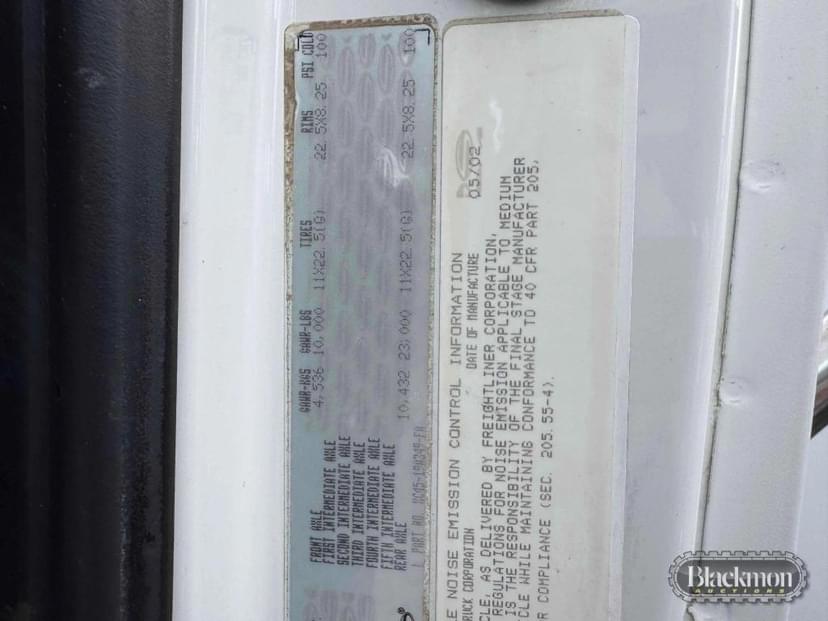 GAWR-KGS GAWR-LBS TIRES RIMS PSI COLD
FRONT AXLE 4,536 10,000 11X22.5(G) 22.5X8.25 100
FIRST INTERMEDIATE AXLE
SECOND INTERMEDIATE AXLE
THIRD INTERMEDIATE AXLE
FOURTH INTERMEDIATE AXLE
FIFTH INTERMEDIATE AXLE
REAR AXLE 10,432 23,000 11X22.5(G) 22.5X8.25 100
PART NO.
LE NOISE EMISSION CONTROL INFORMATION
RUCK CORPORATION DATE OF MANUFACTURE 05/02
CLE, AS DELIVERED BY FREIGHTLINER CORPORATION,
REGULATIONS FOR NOISE EMISSION APPLICABLE TO MEDIUM
IS THE RESPONSIBILITY OF THE FINAL STAGE MANUFACTURER
CLE WHILE MAINTAINING CONFORMANCE TO 40 CFR PART 205,
R COMPLIANCE (SEC. 205.55-4).
Blackmon
AUCTIONS